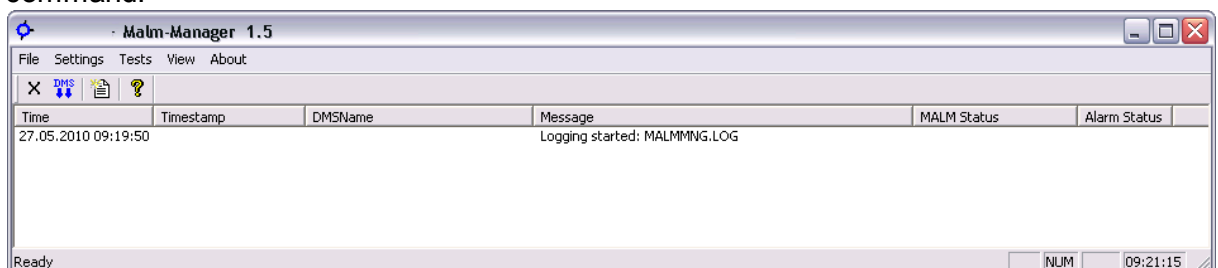 command.
· Malm-Manager 1.5
File Settings Tests View About
DMS
Time Timestamp DMSName Message MALM Status Alarm Status
27.05.2010 09:19:50 Logging started: MALMMNG.LOG
Ready NUM 09:21:15